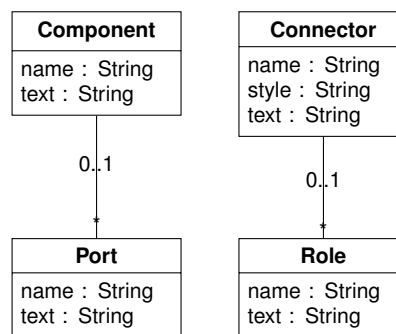 Component
name : String
text : String
0..1
*
Port
name : String
text : String
Connector
name : String
style : String
text : String
0..1
*
Role
name : String
text : String